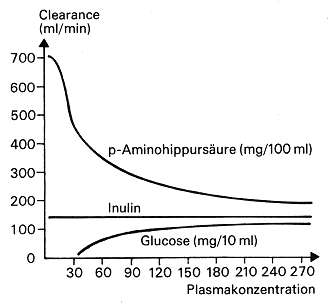 Clearance
(ml/min)
700
600
500
400
300
200
100
0
p-Aminohippursäure (mg/100 ml)
Inulin
Glucose (mg/10 ml)
30 60 90 120 150 180 210 240 270
Plasmakonzentration